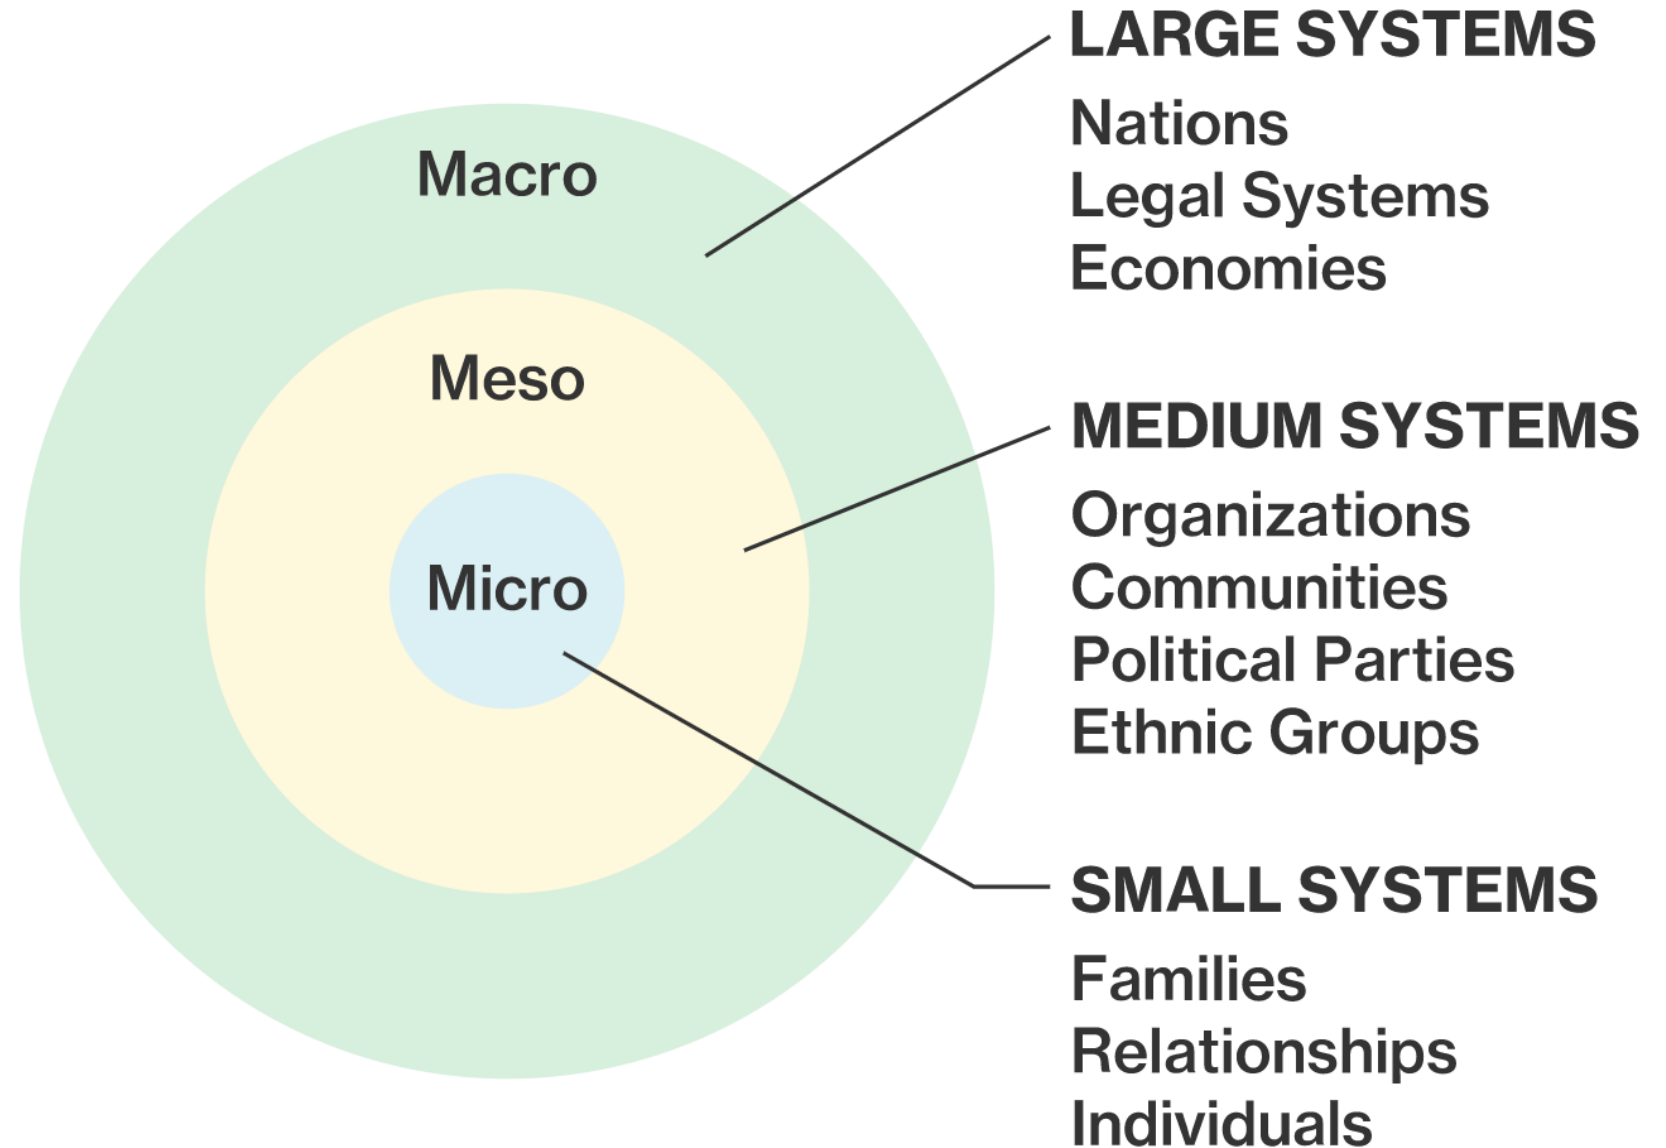 Macro
Meso
Micro
LARGE SYSTEMS
Nations
Legal Systems
Economies
MEDIUM SYSTEMS
Organizations
Communities
Political Parties
Ethnic Groups
SMALL SYSTEMS
Families
Relationships
Individuals